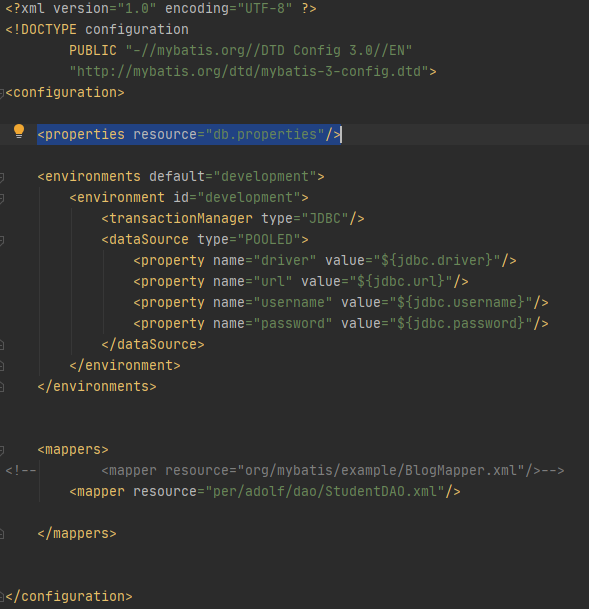 <?xml version="1.0" encoding="UTF-8" ?>
<!DOCTYPE configuration
        PUBLIC "-//mybatis.org//DTD Config 3.0//EN"
        "http://mybatis.org/dtd/mybatis-3-config.dtd">
<configuration>
    <properties resource="db.properties"/>
    <environments default="development">
        <environment id="development">
            <transactionManager type="JDBC"/>
            <dataSource type="POOLED">
                <property name="driver" value="${jdbc.driver}"/>
                <property name="url" value="${jdbc.url}"/>
                <property name="username" value="${jdbc.username}"/>
                <property name="password" value="${jdbc.password}"/>
            </dataSource>
        </environment>
    </environments>
    <mappers>
<!--        <mapper resource="org/mybatis/example/BlogMapper.xml"/>-->
        <mapper resource="per/adolf/dao/StudentDAO.xml"/>
    </mappers>
</configuration>